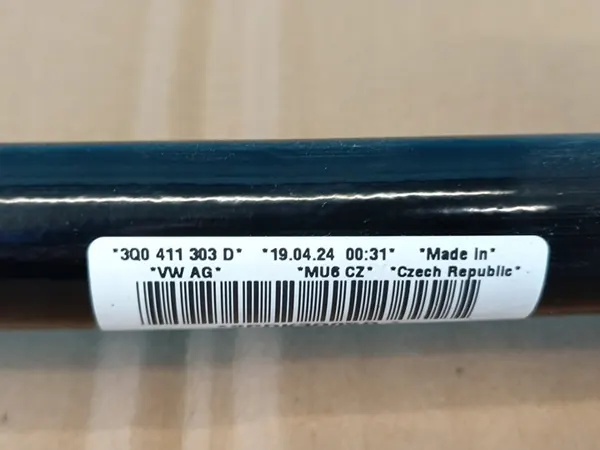 *3Q0 411 303 D* *19.04.24 00:31* *Made in*
*VW AG* *MU6 CZ* *Czech Republic*